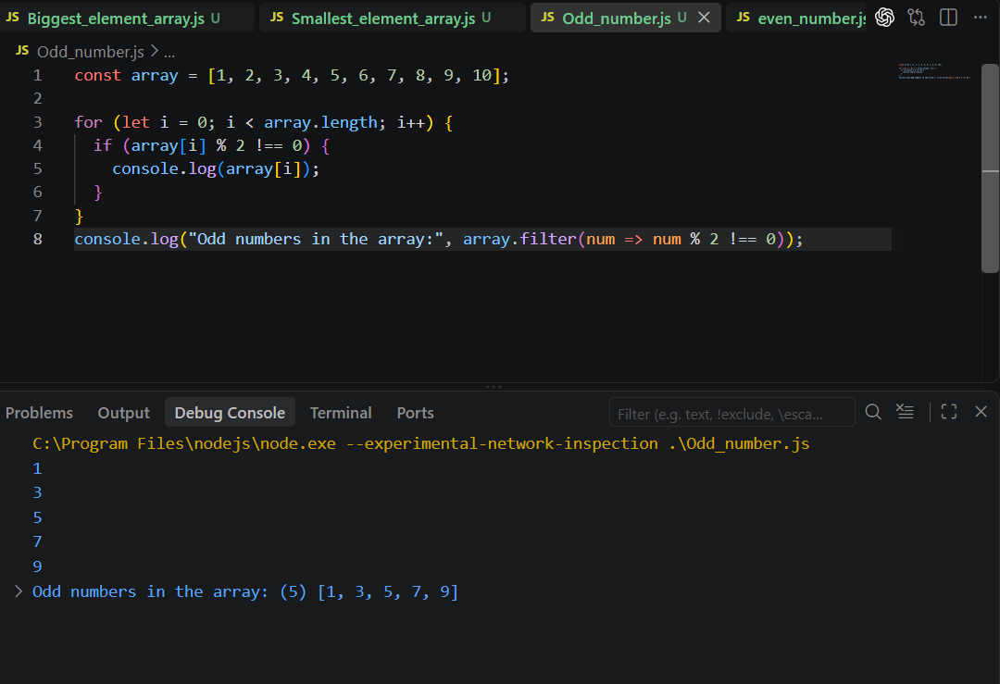 JS Biggest_element_array.js U JS Smallest_element_array.js U JS Odd_number.js U JS even_number.js
JS Odd_number.js > ...
1 const array = [1, 2, 3, 4, 5, 6, 7, 8, 9, 10];
2
3 for (let i = 0; i < array.length; i++) {
4 if (array[i] % 2 !== 0) {
5 console.log(array[i]);
6 }
7 }
8 console.log("Odd numbers in the array:", array.filter(num => num % 2 !== 0));
Problems Output Debug Console Terminal Ports Filter (e.g. text, !exclude, \esca...
C:\Program Files\nodejs\node.exe --experimental-network-inspection .\Odd_number.js
1
3
5
7
9
> Odd numbers in the array: (5) [1, 3, 5, 7, 9]